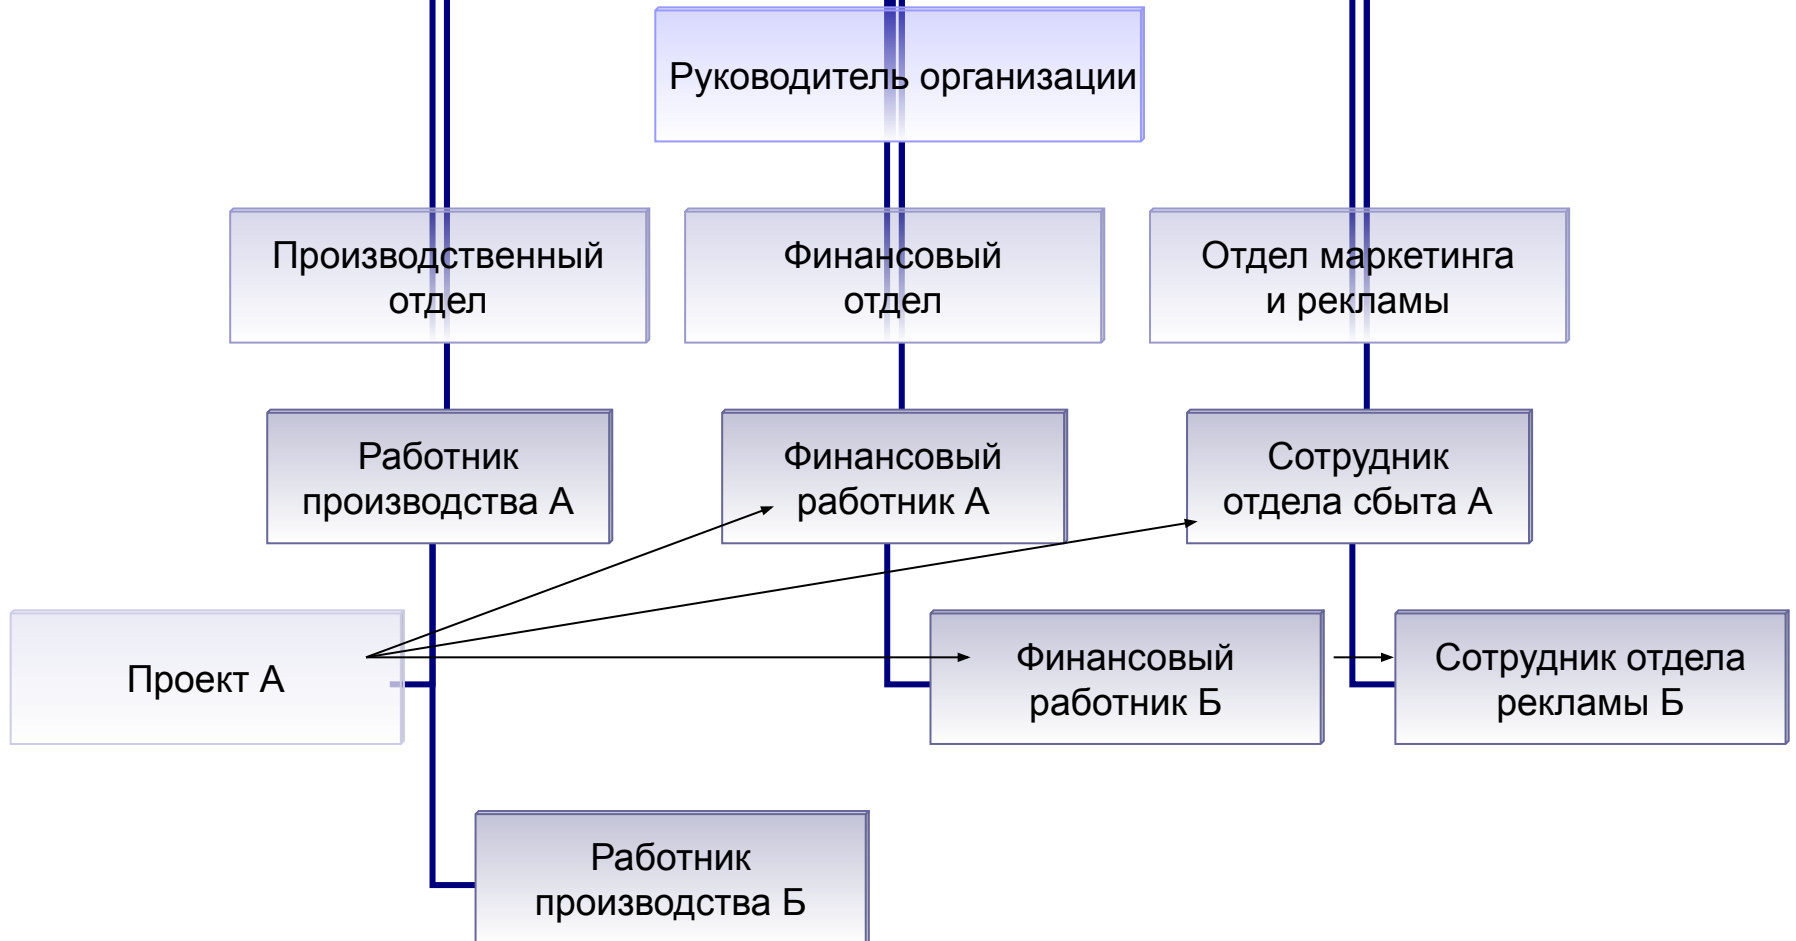 Руководитель организации
Производственный
отдел
Финансовый
отдел
Отдел маркетинга
и рекламы
Работник
производства А
Финансовый
работник А
Сотрудник
отдела сбыта А
Проект А
Финансовый
работник Б
Сотрудник отдела
рекламы Б
Работник
производства Б